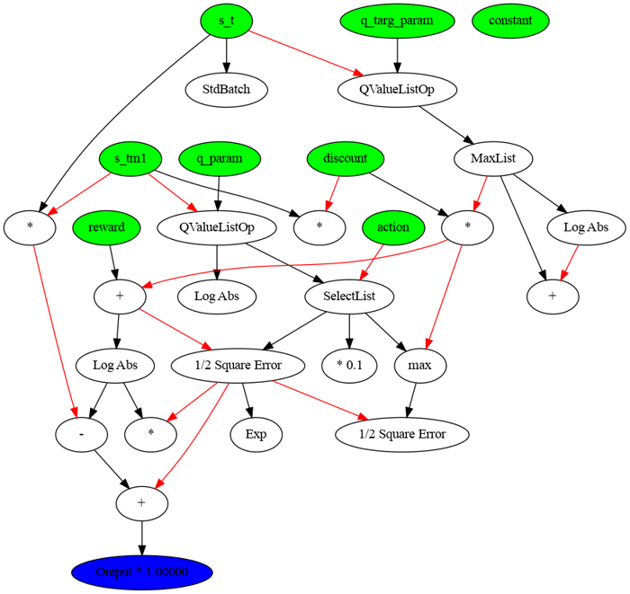 s_t
q_targ_param
constant
StdBatch
QValueListOp
s_tm1
q_param
discount
MaxList
*
reward
QValueListOp
*
action
*
Log Abs
+
Log Abs
SelectList
+
Log Abs
1/2 Square Error
* 0.1
max
-
*
Exp
1/2 Square Error
+
Output * 1.00000